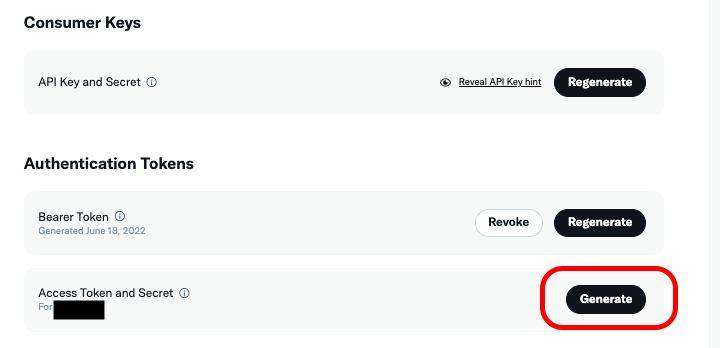 Consumer Keys
API Key and Secret
Reveal API Key hint
Regenerate
Authentication Tokens
Bearer Token
Generated June 18, 2022
Revoke
Regenerate
Access Token and Secret
For
Generate